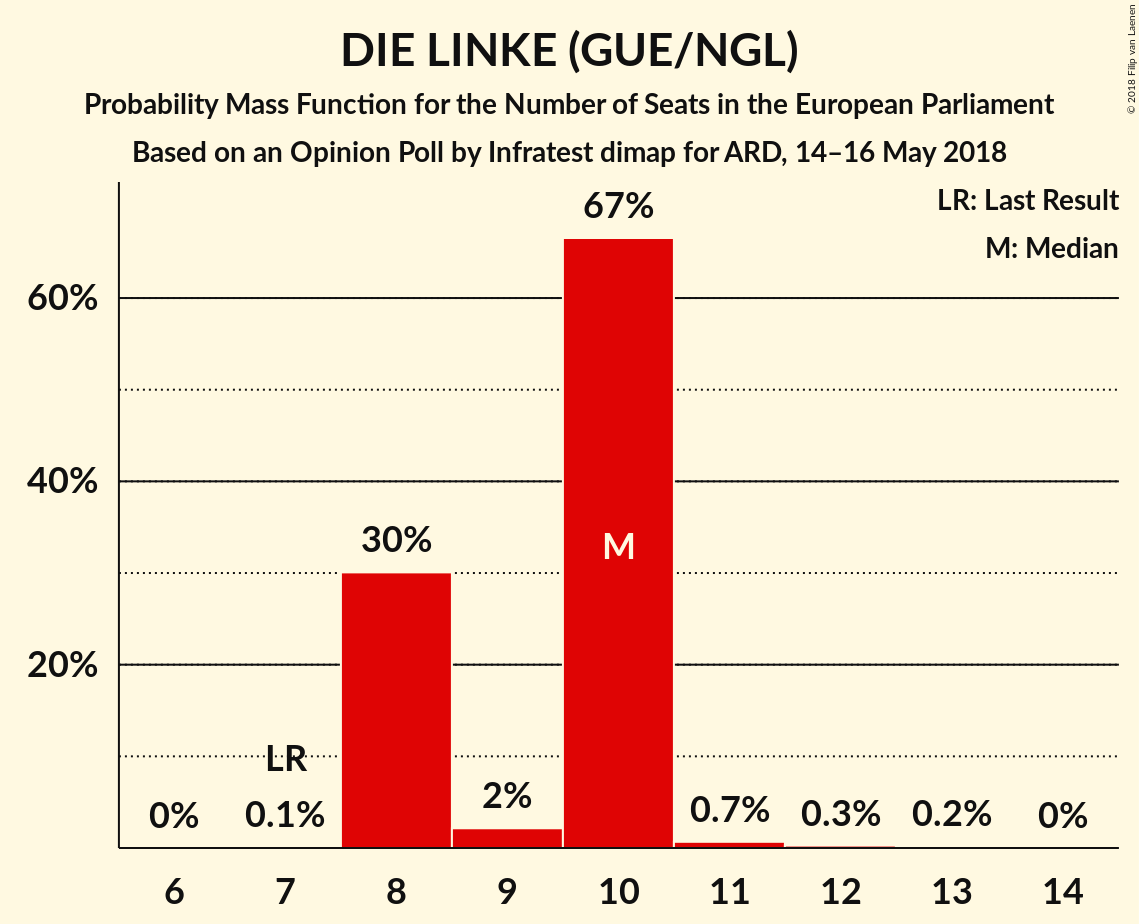 DIE LINKE (GUE/NGL)
Probability Mass Function for the Number of Seats in the European Parliament
Based on an Opinion Poll by Infratest dimap for ARD, 14–16 May 2018
© 2018 Filip van Laenen
LR: Last Result
M: Median
67%
60%
40%
30%
M
20%
LR
0%
0.1%
2%
0.7%
0.3%
0.2%
0%
6 7 8 9 10 11 12 13 14